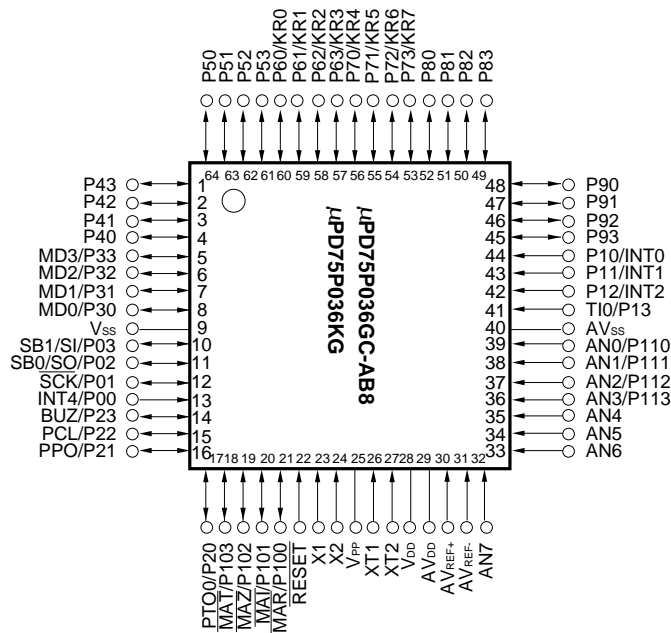 P50
P51
P52
P53
P60/KR0
P61/KR1
P62/KR2
P63/KR3
P70/KR4
P71/KR5
P72/KR6
P73/KR7
P80
P81
P82
P83
64 63 62 61 60 59 58 57 56 55 54 53 52 51 50 49
P43 1
P42 2
P41 3
P40 4
MD3/P33 5
MD2/P32 6
MD1/P31 7
MD0/P30 8
VSS 9
SB1/SI/P03 10
SB0/SO/P02 11
SCK/P01 12
INT4/P00 13
BUZ/P23 14
PCL/P22 15
PPO/P21 16
µPD75P036GC-AB8
µPD75P036KG
48 P90
47 P91
46 P92
45 P93
44 P10/INT0
43 P11/INT1
42 P12/INT2
41 TI0/P13
40 AVSS
39 AN0/P110
38 AN1/P111
37 AN2/P112
36 AN3/P113
35 AN4
34 AN5
33 AN6
17 18 19 20 21 22 23 24 25 26 27 28 29 30 31 32
PTO0/P20
MAT/P103
MAZ/P102
MAI/P101
MAR/P100
RESET
X1
X2
VPP
XT1
XT2
VDD
AVDD
AVREF+
AVREF-
AN7